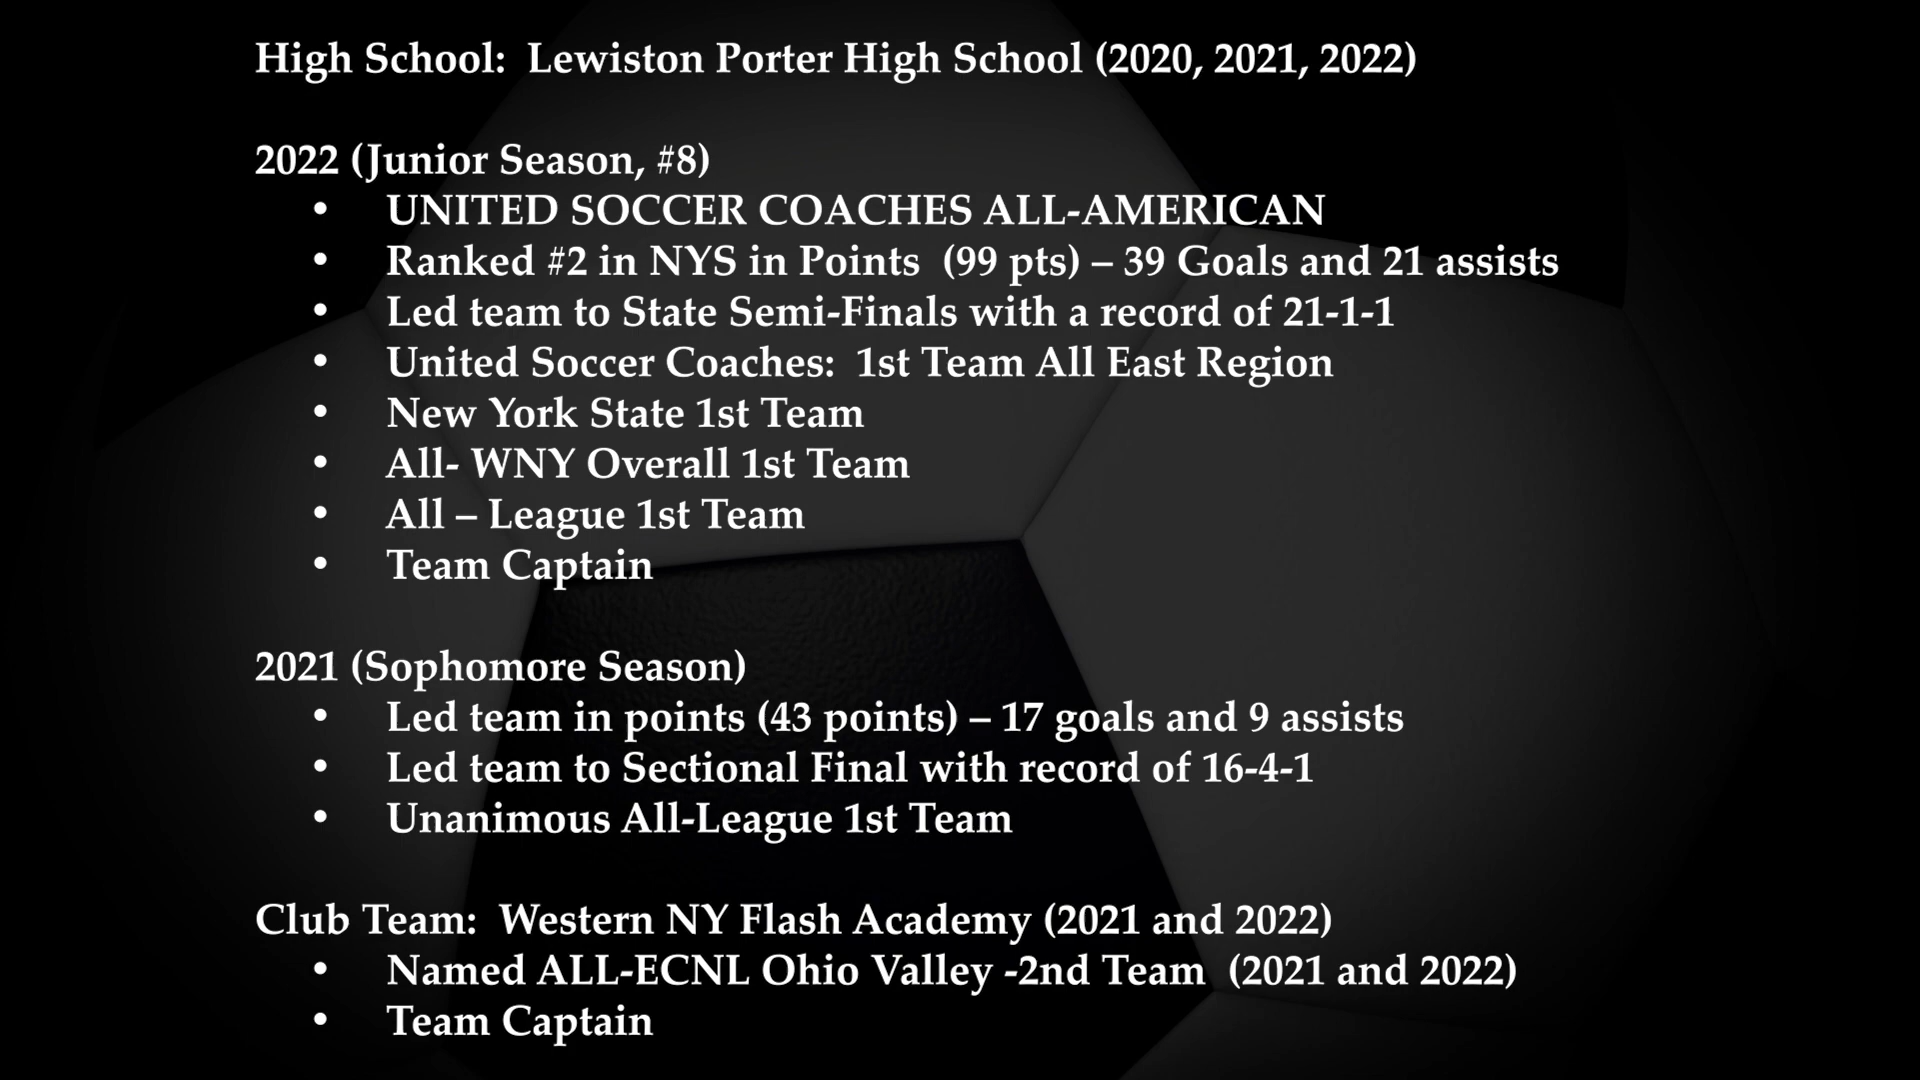 High School:  Lewiston Porter High School (2020, 2021, 2022)
2022 (Junior Season, #8)
• UNITED SOCCER COACHES ALL-AMERICAN
• Ranked #2 in NYS in Points  (99 pts) – 39 Goals and 21 assists
• Led team to State Semi-Finals with a record of 21-1-1
• United Soccer Coaches:  1st Team All East Region
• New York State 1st Team
• All- WNY Overall 1st Team
• All – League 1st Team
• Team Captain
2021 (Sophomore Season)
• Led team in points (43 points) – 17 goals and 9 assists
• Led team to Sectional Final with record of 16-4-1
• Unanimous All-League 1st Team
Club Team:  Western NY Flash Academy (2021 and 2022)
• Named ALL-ECNL Ohio Valley -2nd Team  (2021 and 2022)
• Team Captain